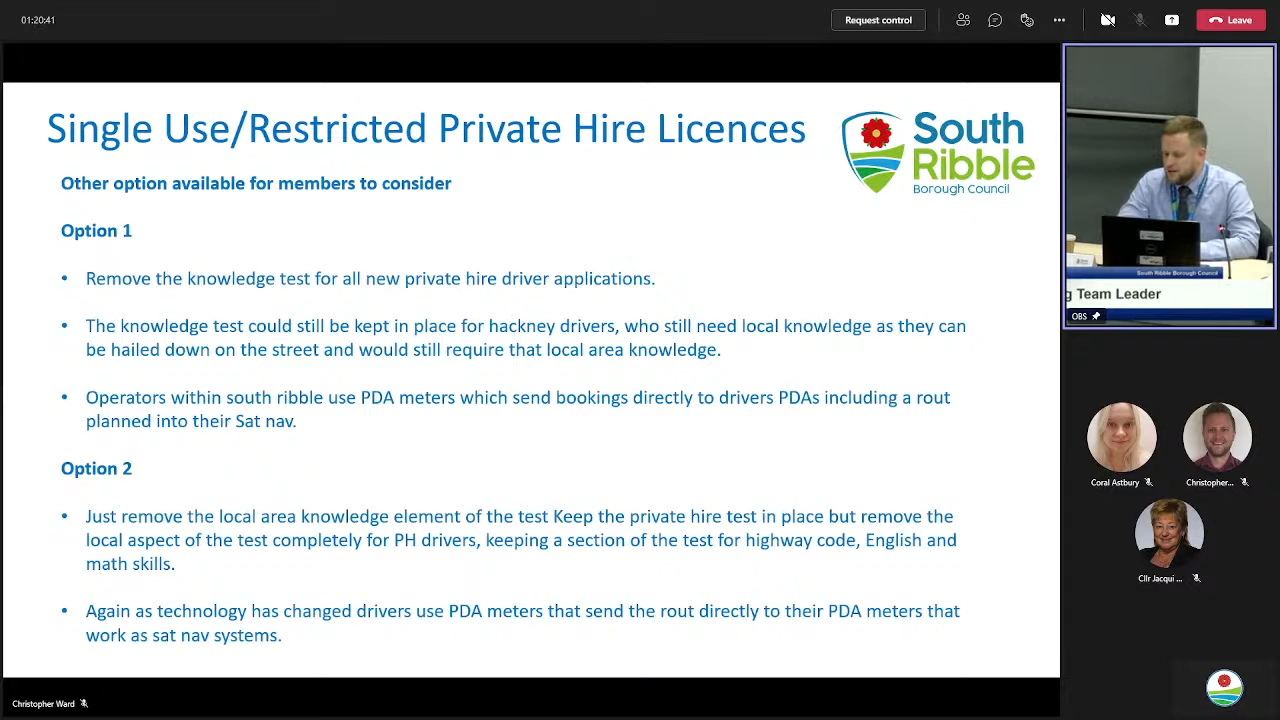 01:20:41
Request control
Leave
Single Use/Restricted Private Hire Licences
South
Ribble
Borough Council
Other option available for members to consider
Option 1
• Remove the knowledge test for all new private hire driver applications.
• The knowledge test could still be kept in place for hackney drivers, who still need local knowledge as they can
be hailed down on the street and would still require that local area knowledge.
• Operators within south ribble use PDA meters which send bookings directly to drivers PDAs including a rout
planned into their Sat nav.
Option 2
• Just remove the local area knowledge element of the test Keep the private hire test in place but remove the
local aspect of the test completely for PH drivers, keeping a section of the test for highway code, English and
math skills.
• Again as technology has changed drivers use PDA meters that send the rout directly to their PDA meters that
work as sat nav systems.
South Ribble Borough Council
g Team Leader
OBS
Coral Astbury
Christopher...
Cllr Jacqui ...
Christopher Ward